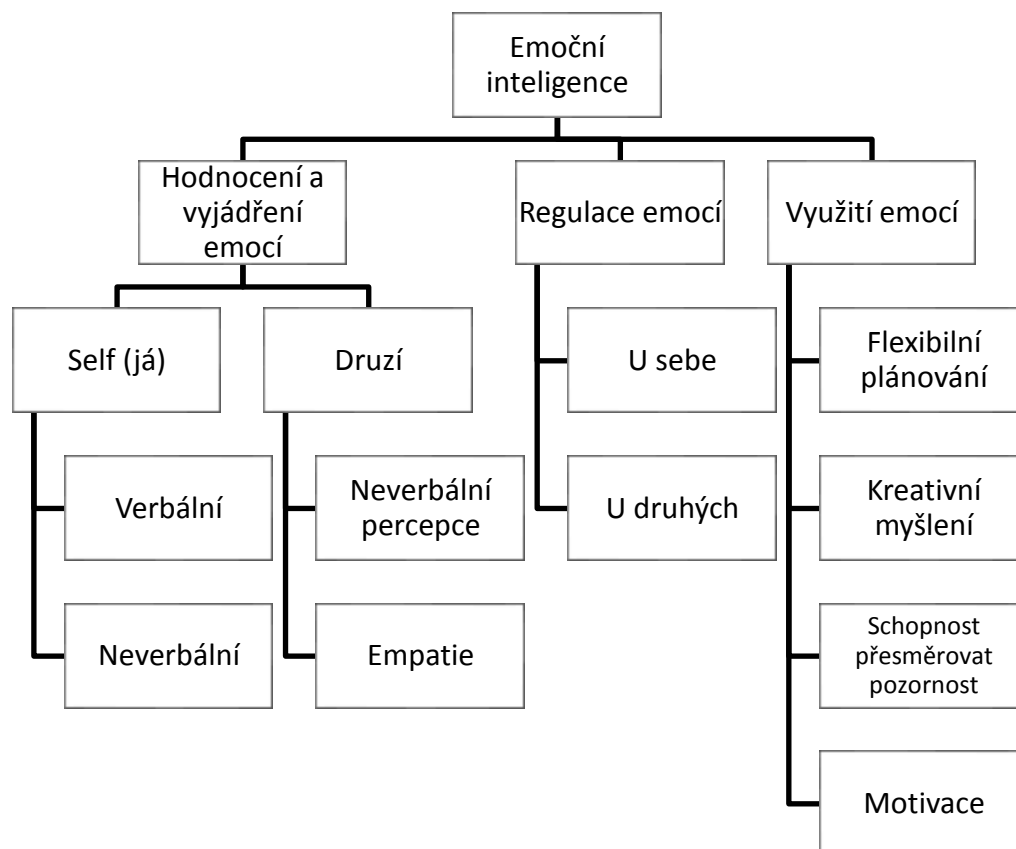 Emoční
inteligence
Hodnocení a
vyjádření
emocí
Regulace emocí
Využití emocí
Self (já)
Druzí
U sebe
Flexibilní
plánování
Verbální
Neverbální
percepce
U druhých
Kreativní
myšlení
Neverbální
Empatie
Schopnost
přesměrovat
pozornost
Motivace